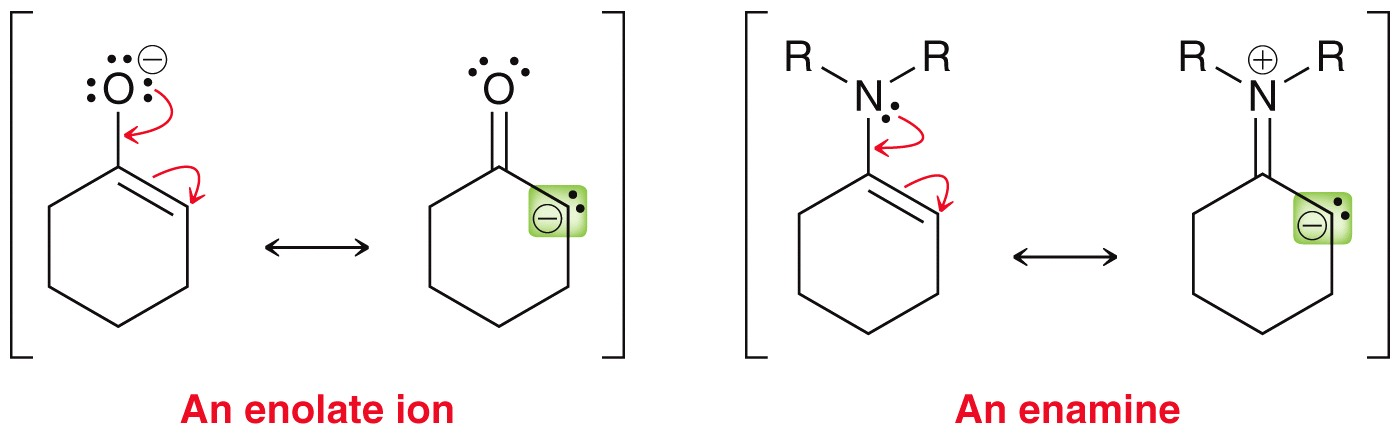 O
O
R R
N
R R
N
An enolate ion
An enamine